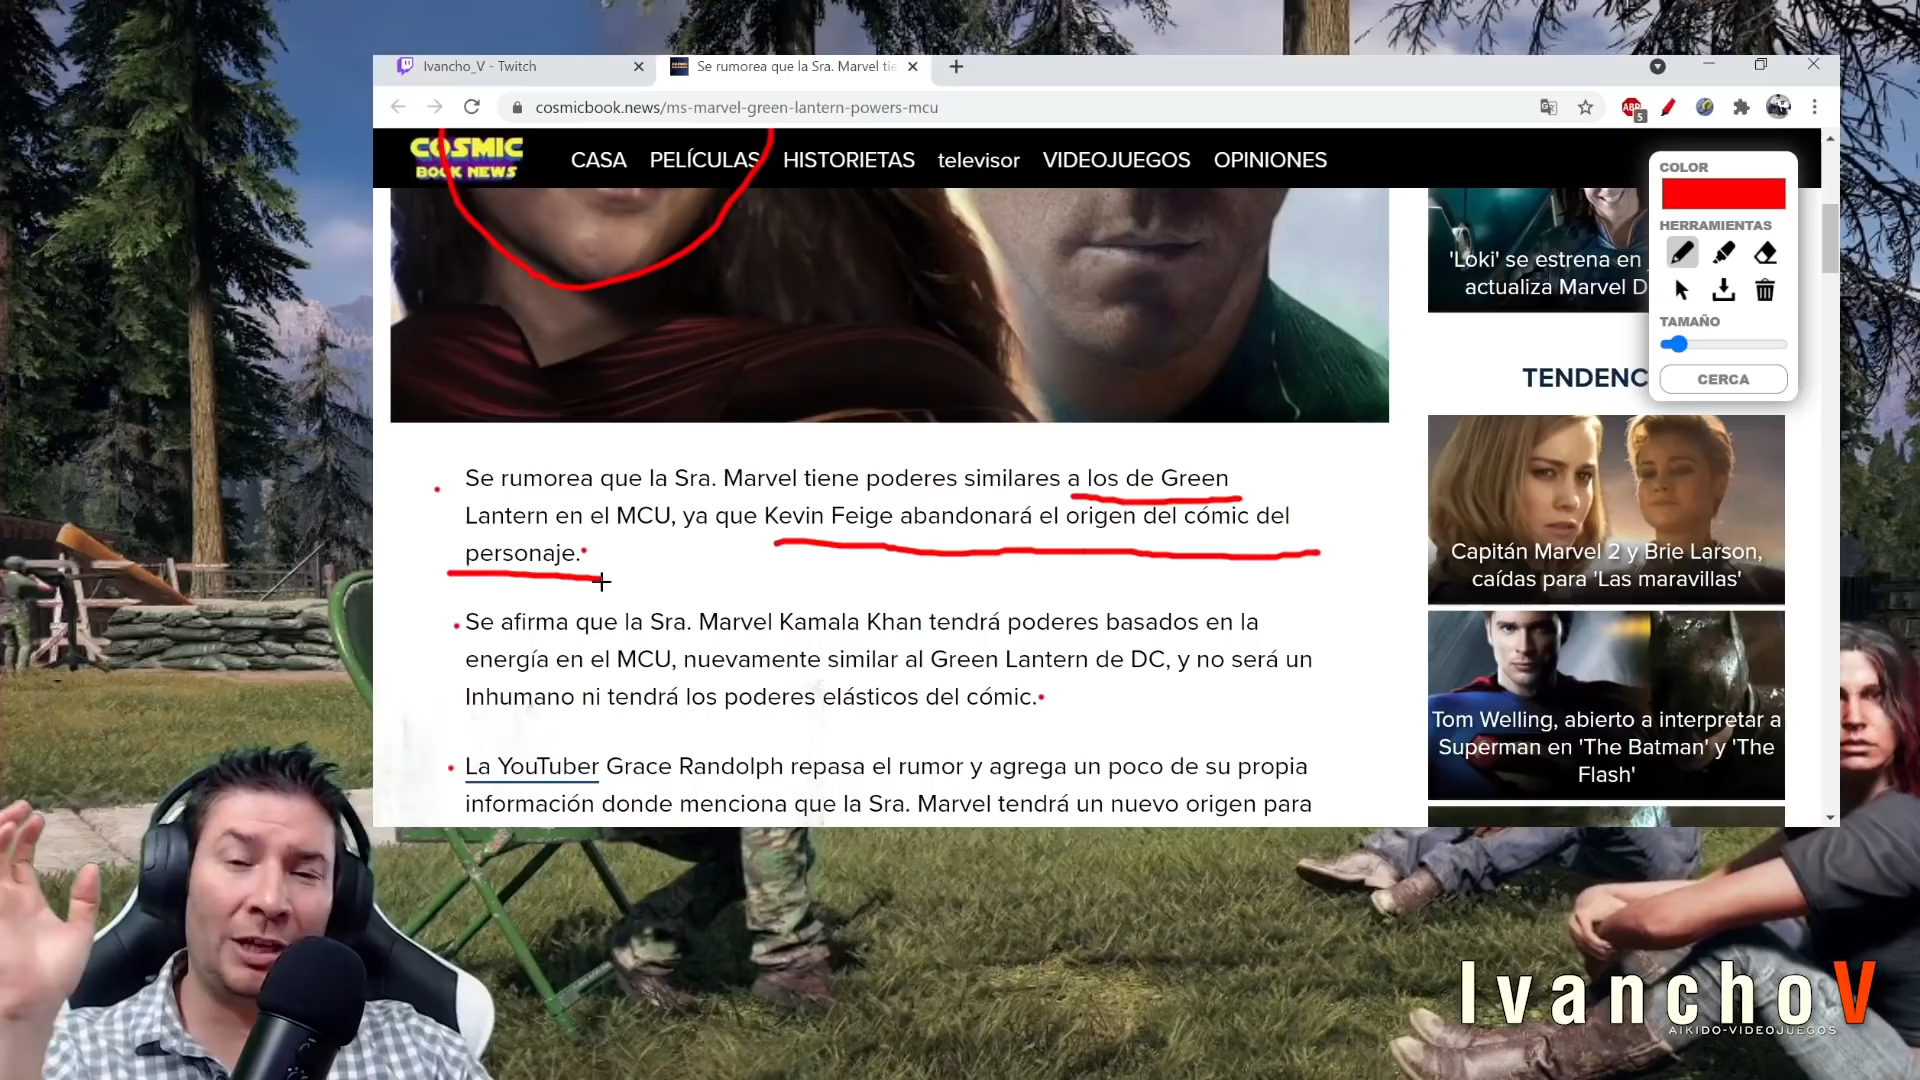 Ivancho_V - Twitch
Se rumorea que la Sra. Marvel tie
cosmicbook.news/ms-marvel-green-lantern-powers-mcu
ABP
5
COSMIC
BOOK NEWS
CASA
PELÍCULAS
HISTORIETAS
televisor
VIDEOJUEGOS
OPINIONES
COLOR
HERRAMIENTAS
TAMAÑO
CERCA
'Loki' se estrena en
actualiza Marvel D
TENDENC
Capitán Marvel 2 y Brie Larson,
caídas para 'Las maravillas'
Tom Welling, abierto a interpretar a
Superman en 'The Batman' y 'The
Flash'
Se rumorea que la Sra. Marvel tiene poderes similares a los de Green
Lantern en el MCU, ya que Kevin Feige abandonará el origen del cómic del
personaje.
Se afirma que la Sra. Marvel Kamala Khan tendrá poderes basados en la
energía en el MCU, nuevamente similar al Green Lantern de DC, y no será un
Inhumano ni tendrá los poderes elásticos del cómic.
La YouTuber Grace Randolph repasa el rumor y agrega un poco de su propia
información donde menciona que la Sra. Marvel tendrá un nuevo origen para
IvanchoV
AIKIDO-VIDEOJUEGOS